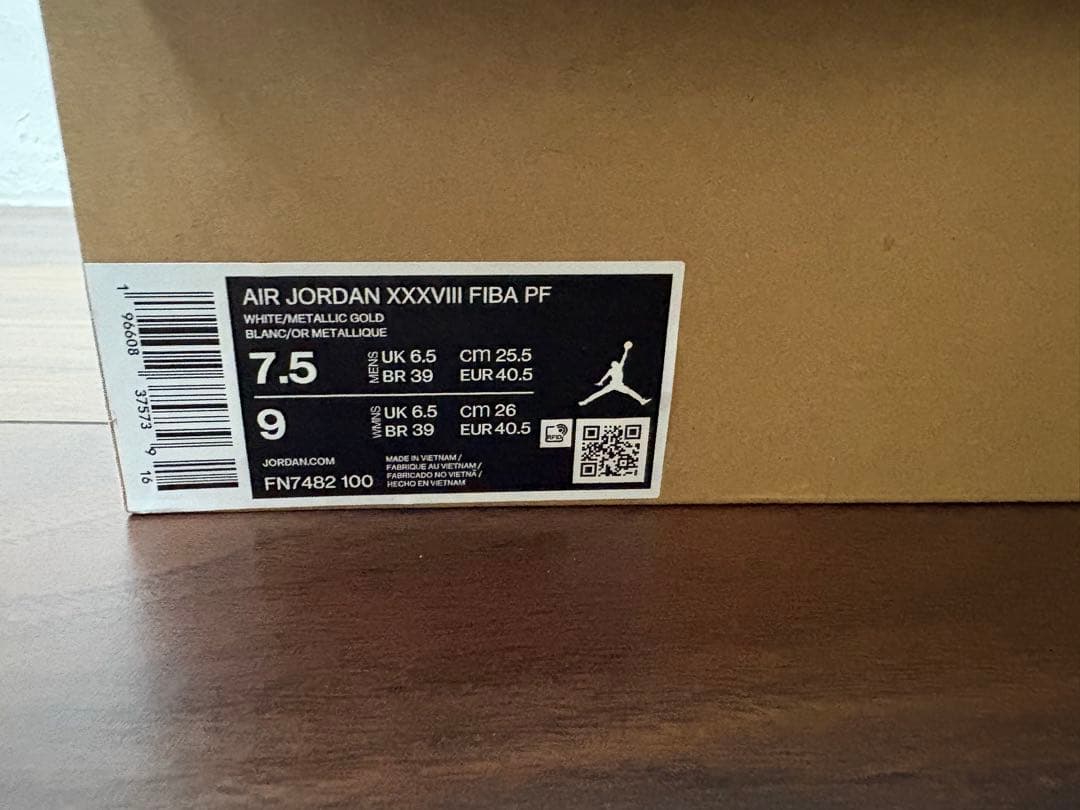 AIR JORDAN XXXVIII FIBA PF
WHITE/METALLIC GOLD
BLANC/OR METALLIQUE
7.5 MENS UK 6.5 CM 25.5
BR 39 EUR 40.5
9 WMNS UK 6.5 CM 26
BR 39 EUR 40.5
RFID
JORDAN.COM
FN7482 100
MADE IN VIETNAM /
FABRIQUE AU VIETNAM /
FABRICADO NO VIETNÃ /
HECHO EN VIETNAM
1 96608 37573 9 16